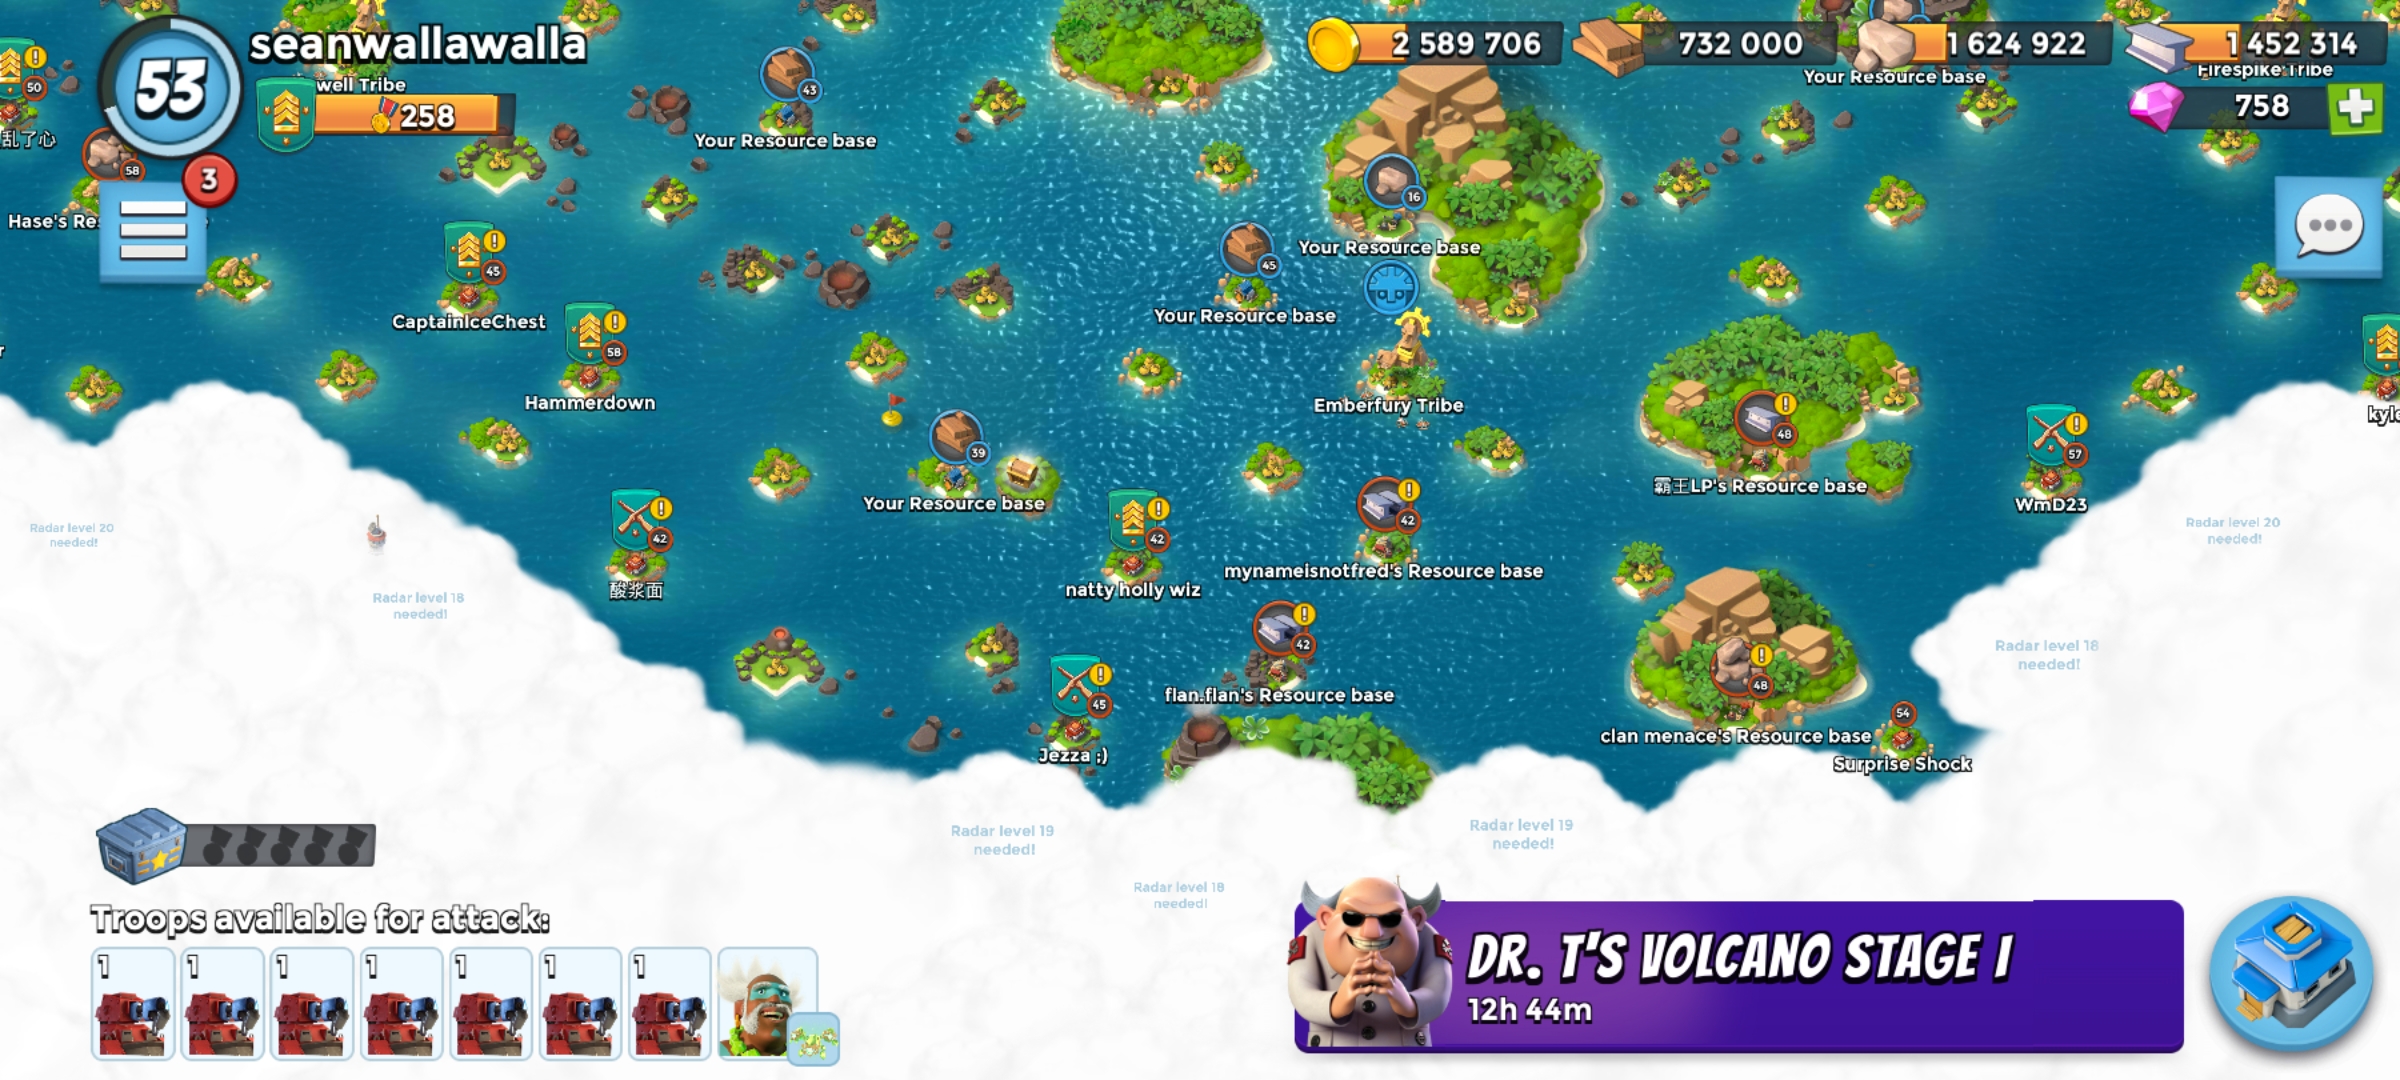 53
seanwallawalla
well Tribe
258
3
2 589 706
732 000
1 624 922
1 452 314
758
Your Resource base
Firespike Tribe
50
乱了心
58
Hase's Re
43
Your Resource base
16
Your Resource base
45
CaptainIceChest
45
Your Resource base
58
Hammerdown
Emberfury Tribe
39
Your Resource base
48
霸王LP's Resource base
57
WmD23
kyle
42
酸浆面
42
natty holly wiz
42
mynameisnotfred's Resource base
42
flan.flan's Resource base
45
Jezza ;)
48
clan menace's Resource base
54
Surprise Shock
Radar level 20
needed!
Radar level 18
needed!
Radar level 20
needed!
Radar level 18
needed!
Radar level 19
needed!
Radar level 19
needed!
Radar level 18
needed!
Troops available for attack:
1
1
1
1
1
1
1
DR. T'S VOLCANO STAGE I
12h 44m